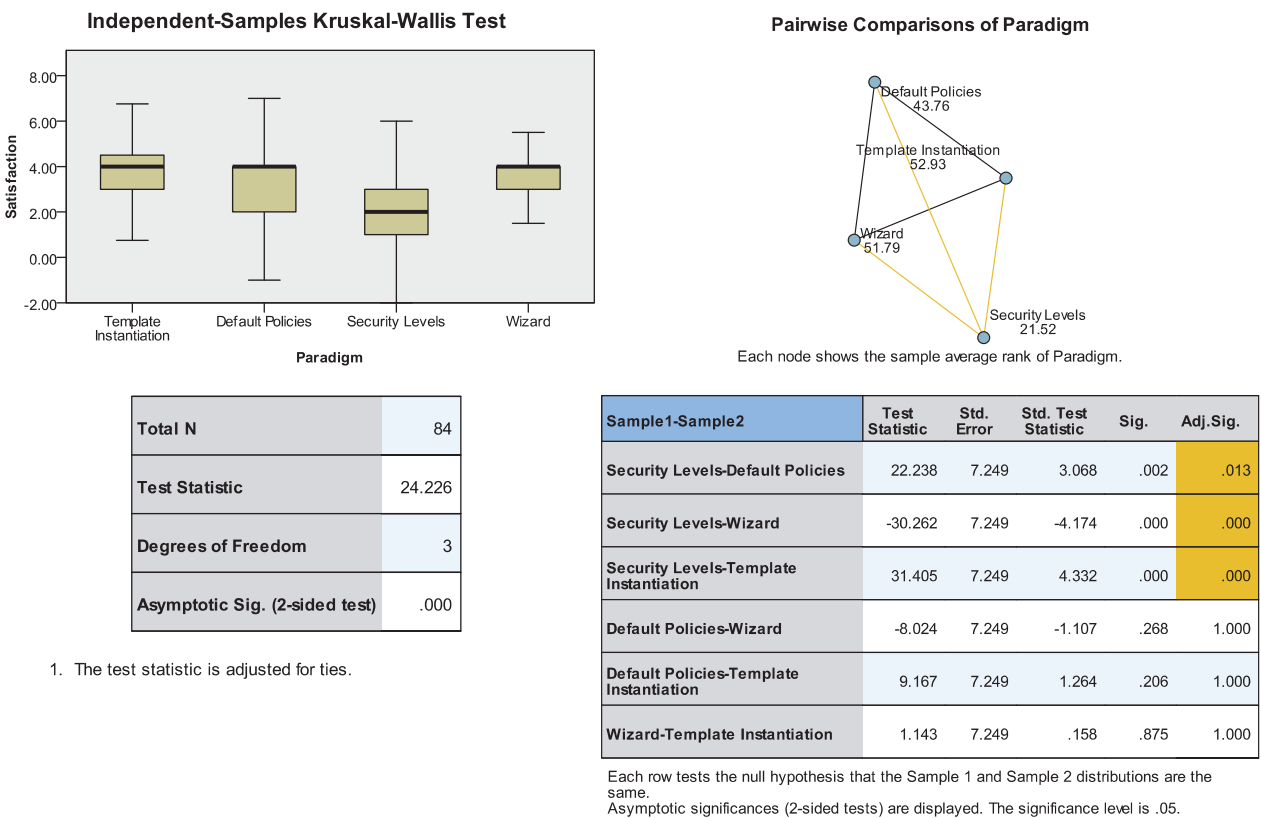 Independent-Samples Kruskal-Wallis Test
Satisfaction
8.00
6.00
4.00
2.00
0.00
-2.00
Template
Instantiation
Default Policies
Security Levels
Wizard
Paradigm
Total N 84
Test Statistic 24.226
Degrees of Freedom 3
Asymptotic Sig. (2-sided test) .000
1. The test statistic is adjusted for ties.
Pairwise Comparisons of Paradigm
Default Policies
43.76
Template Instantiation
52.93
Wizard
51.79
Security Levels
21.52
Each node shows the sample average rank of Paradigm.
Sample1-Sample2 Test Statistic Std. Error Std. Test Statistic Sig. Adj.Sig.
Security Levels-Default Policies 22.238 7.249 3.068 .002 .013
Security Levels-Wizard -30.262 7.249 -4.174 .000 .000
Security Levels-Template
Instantiation 31.405 7.249 4.332 .000 .000
Default Policies-Wizard -8.024 7.249 -1.107 .268 1.000
Default Policies-Template
Instantiation 9.167 7.249 1.264 .206 1.000
Wizard-Template Instantiation 1.143 7.249 .158 .875 1.000
Each row tests the null hypothesis that the Sample 1 and Sample 2 distributions are the
same.
Asymptotic significances (2-sided tests) are displayed. The significance level is .05.